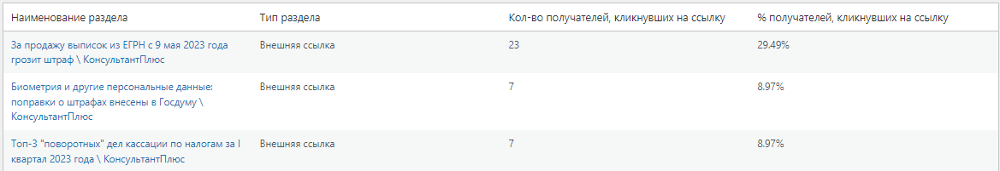 Наименование раздела Тип раздела Кол-во получателей, кликнувших на ссылку % получателей, кликнувших на ссылку
За продажу выписок из ЕГРН с 9 мая 2023 года Внешняя ссылка 23 29.49%
грозит штраф \ КонсультантПлюс
Биометрия и другие персональные данные: Внешняя ссылка 7 8.97%
поправки о штрафах внесены в Госдуму \
КонсультантПлюс
Топ-3 "поворотных" дел кассации по налогам за I Внешняя ссылка 7 8.97%
квартал 2023 года \ КонсультантПлюс